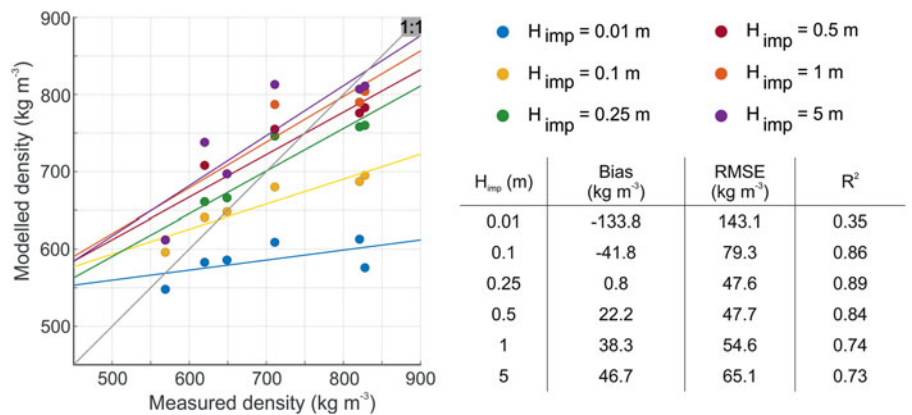 900
800
700
600
500
1:1
500
600
700
800
900
Modelled density (kg m⁻³)
Measured density (kg m⁻³)
H imp = 0.01 m
H imp = 0.1 m
H imp = 0.25 m
H imp = 0.5 m
H imp = 1 m
H imp = 5 m
H imp (m) Bias (kg m⁻³) RMSE (kg m⁻³) R²
0.01 -133.8 143.1 0.35
0.1 -41.8 79.3 0.86
0.25 0.8 47.6 0.89
0.5 22.2 47.7 0.84
1 38.3 54.6 0.74
5 46.7 65.1 0.73